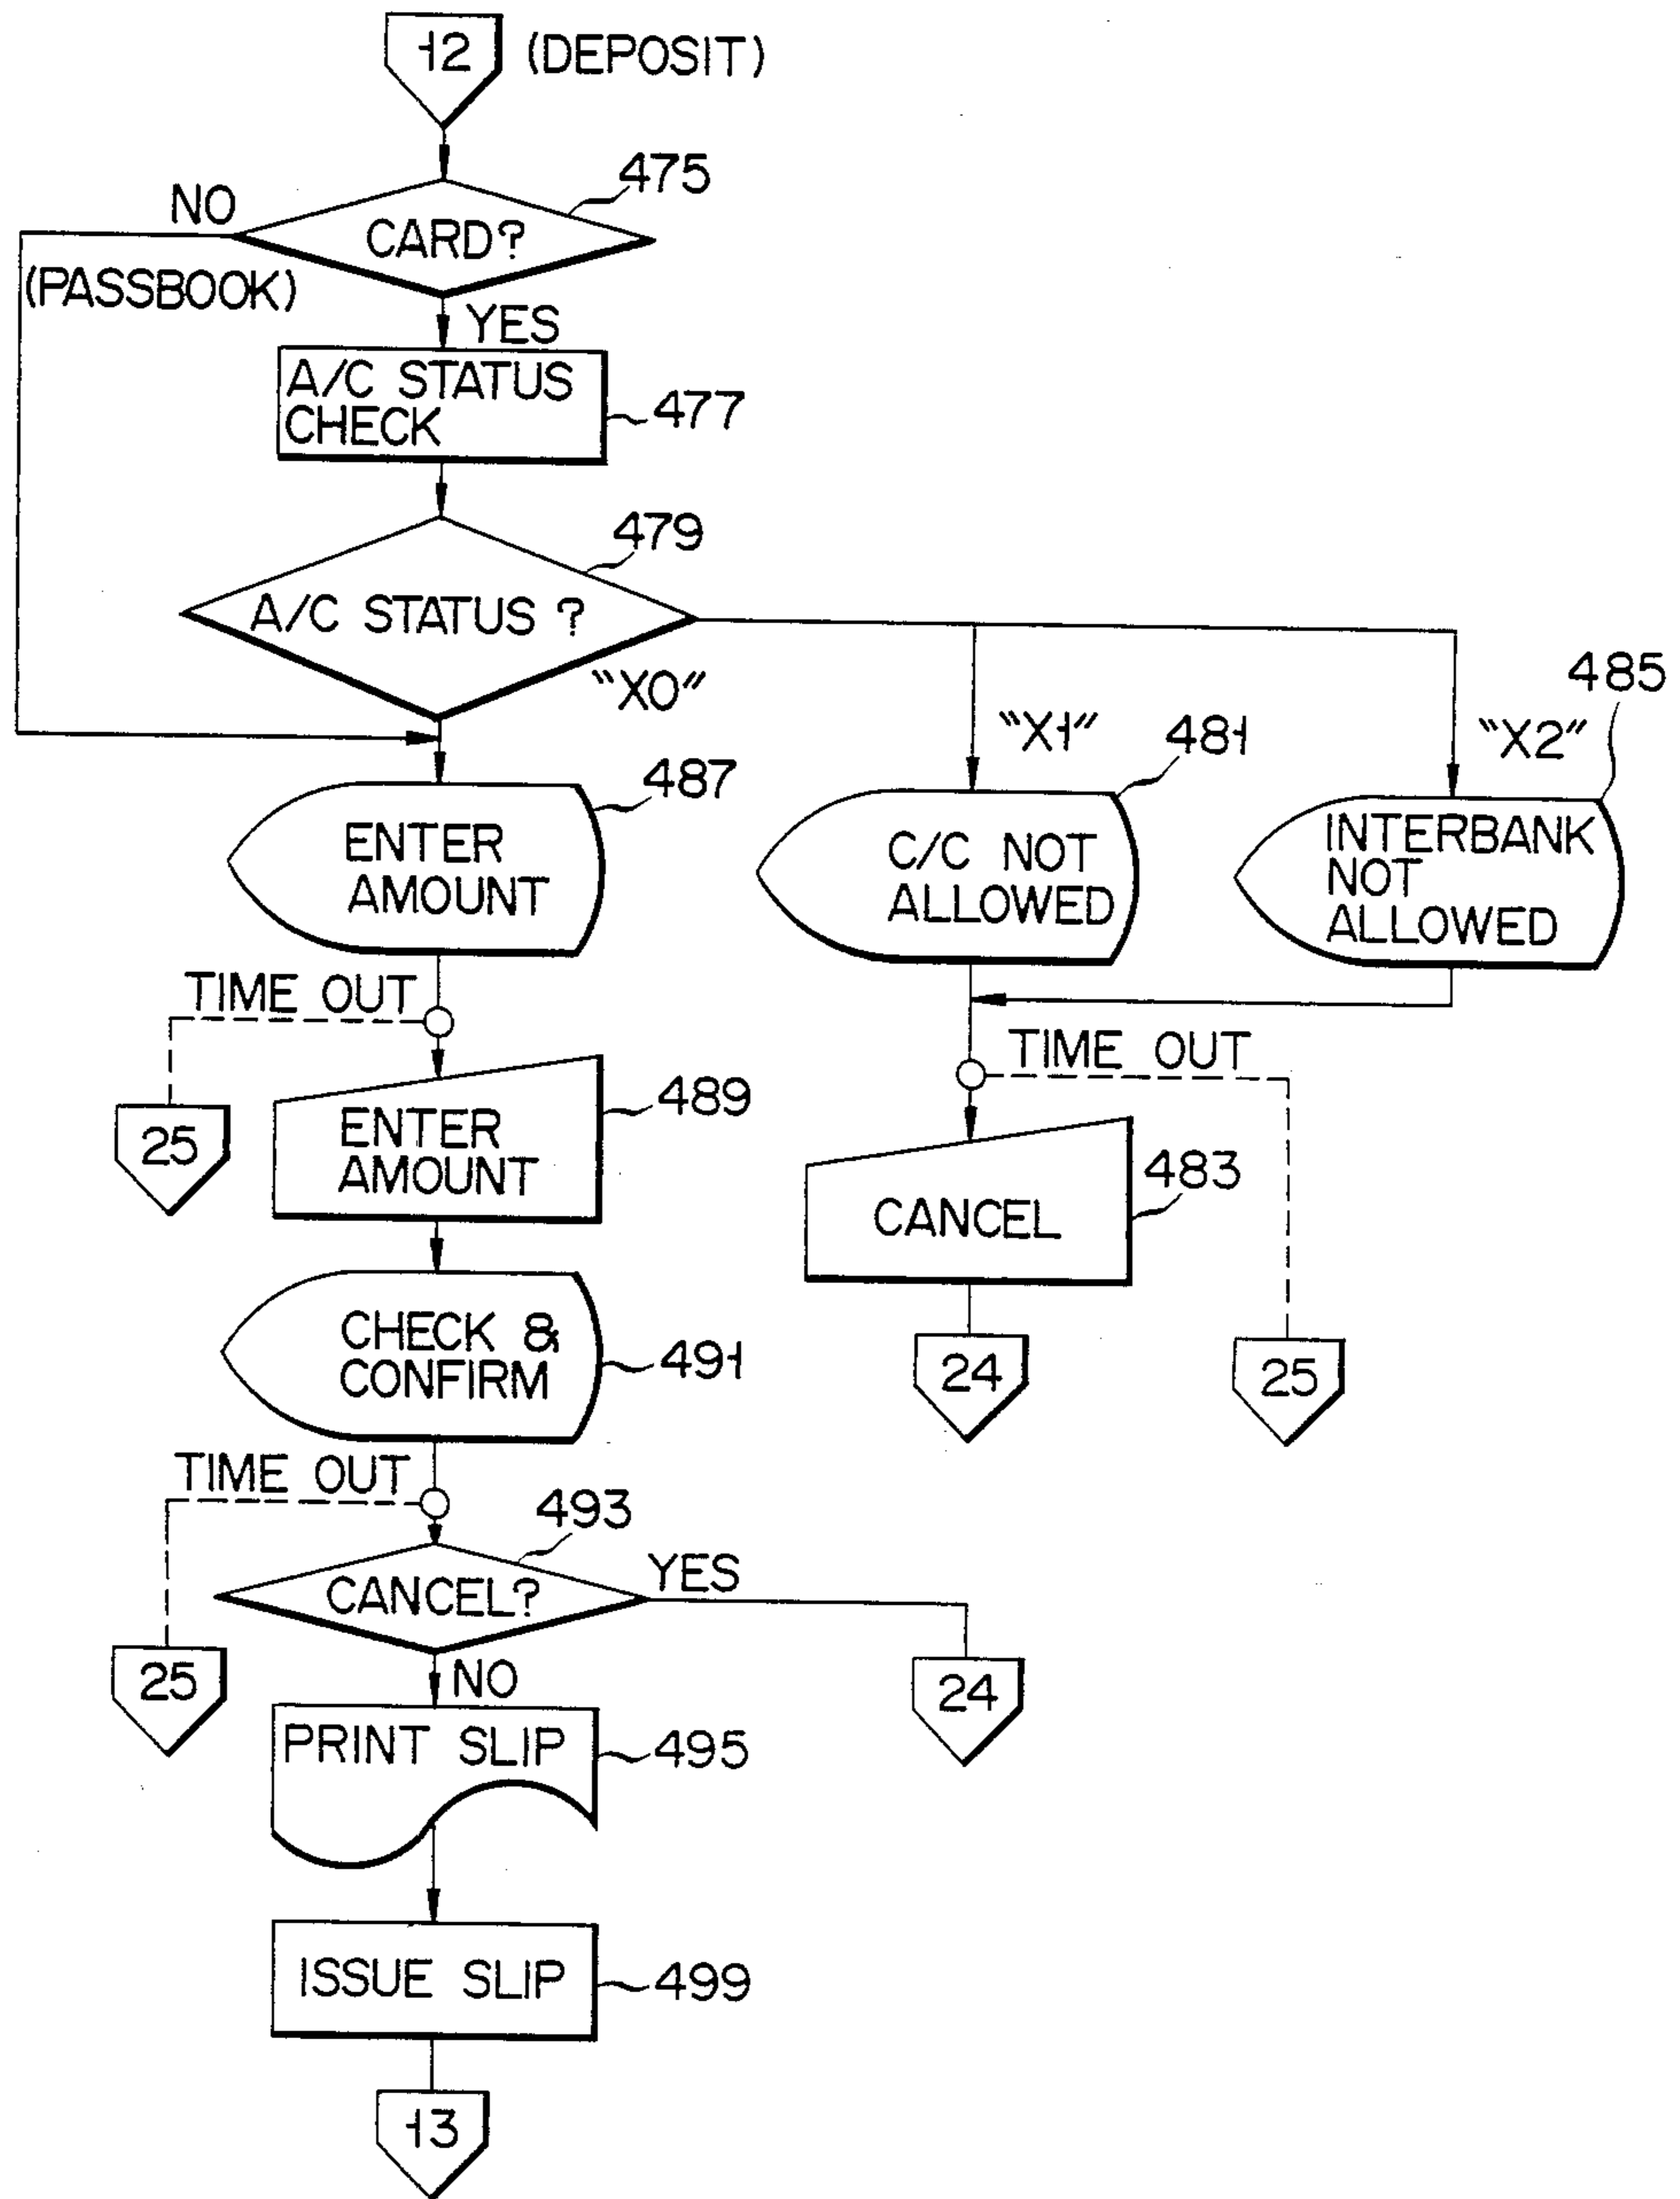 12 (DEPOSIT)
475
NO
CARD?
(PASSBOOK)
YES
A/C STATUS
CHECK
477
479
A/C STATUS ?
"X0"
"X1"
481
"X2"
485
487
ENTER
AMOUNT
C/C NOT
ALLOWED
INTERBANK
NOT
ALLOWED
TIME OUT
TIME OUT
25
489
ENTER
AMOUNT
483
CANCEL
CHECK &
CONFIRM
491
24
25
TIME OUT
493
CANCEL?
YES
25
NO
24
PRINT SLIP
495
ISSUE SLIP
499
13